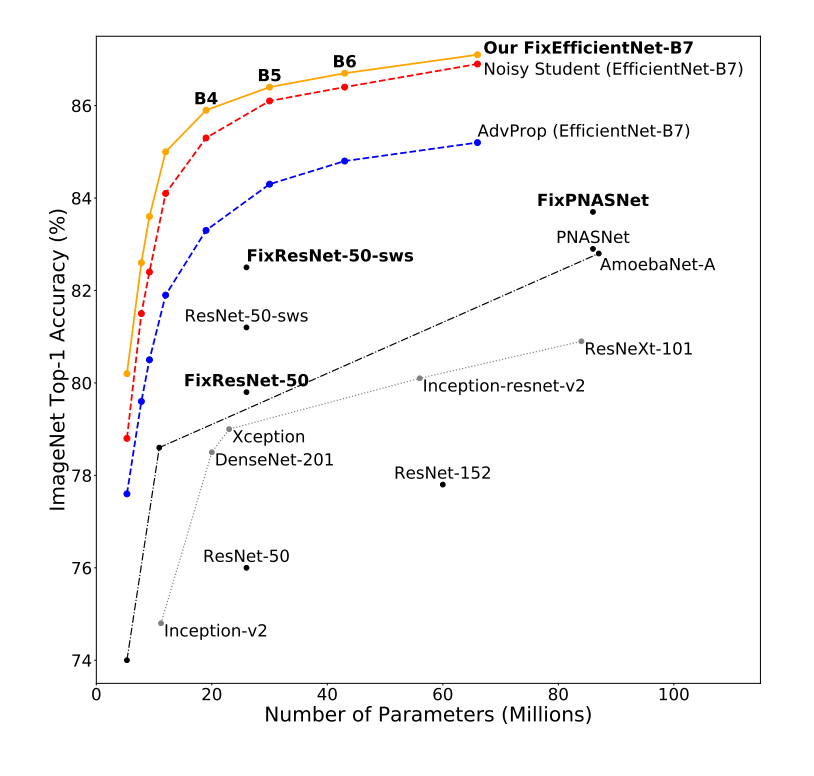 Our FixEfficientNet-B7
Noisy Student (EfficientNet-B7)
B6
B5
B4
86
AdvProp (EfficientNet-B7)
84
FixPNASNet
PNASNet
AmoebaNet-A
FixResNet-50-sws
82
ResNet-50-sws
ResNeXt-101
FixResNet-50
80
Inception-resnet-v2
Xception
DenseNet-201
ResNet-152
78
ResNet-50
76
Inception-v2
74
ImageNet Top-1 Accuracy (%)
0 20 40 60 80 100
Number of Parameters (Millions)